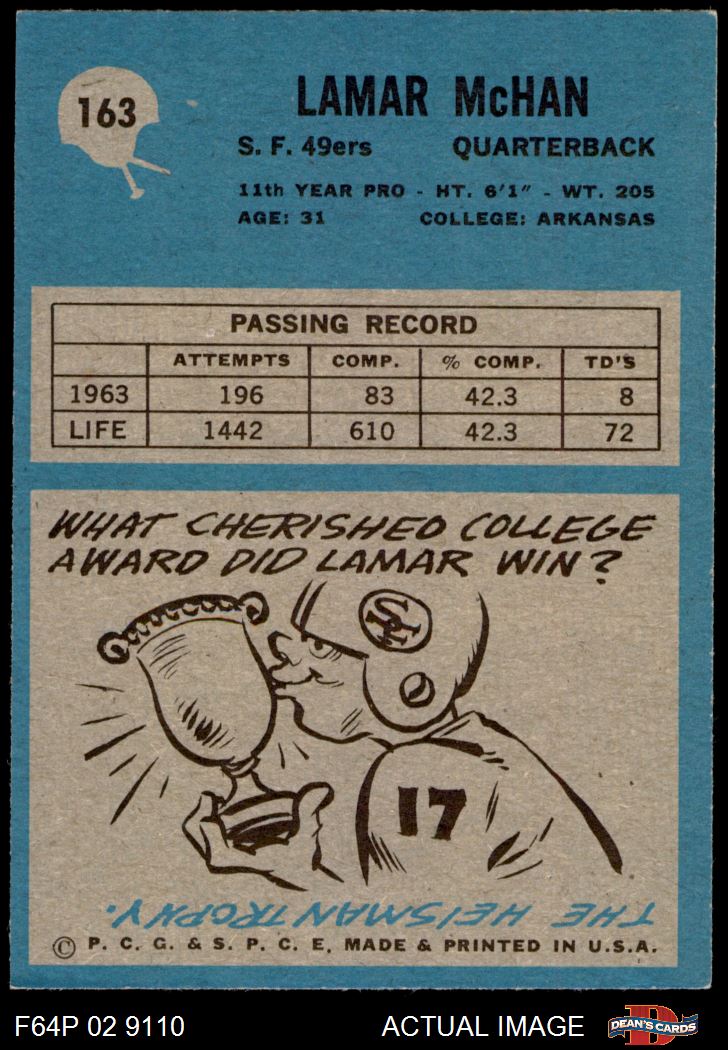 163
LAMAR McHAN
S. F. 49ers QUARTERBACK
11th YEAR PRO - HT. 6'1" - WT. 205
AGE: 31 COLLEGE: ARKANSAS
PASSING RECORD
ATTEMPTS COMP. % COMP. TD'S
1963 196 83 42.3 8
LIFE 1442 610 42.3 72
WHAT CHERISHED COLLEGE
AWARD DID LAMAR WIN?
SF
17
THE HEISMAN TROPHY.
© P. C. G. & S. P. C. E. MADE & PRINTED IN U.S.A.
F64P 02 9110 ACTUAL IMAGE D DEAN'S CARDS